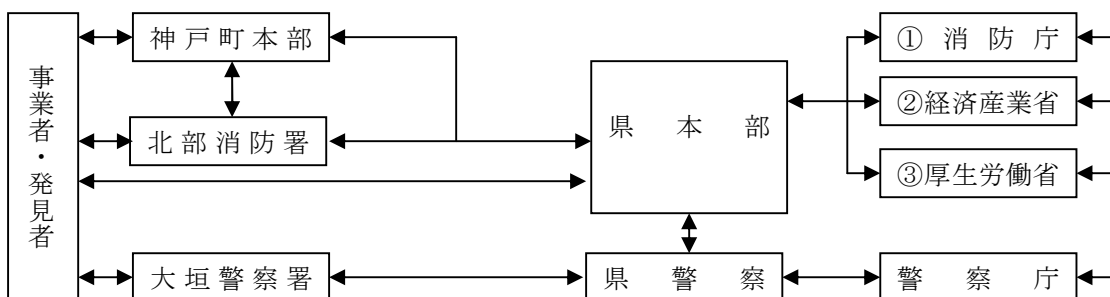 事業者・発見者
神戸町本部
北部消防署
大垣警察署
県本部
県警察
①消防庁
②経済産業省
③厚生労働省
警察庁